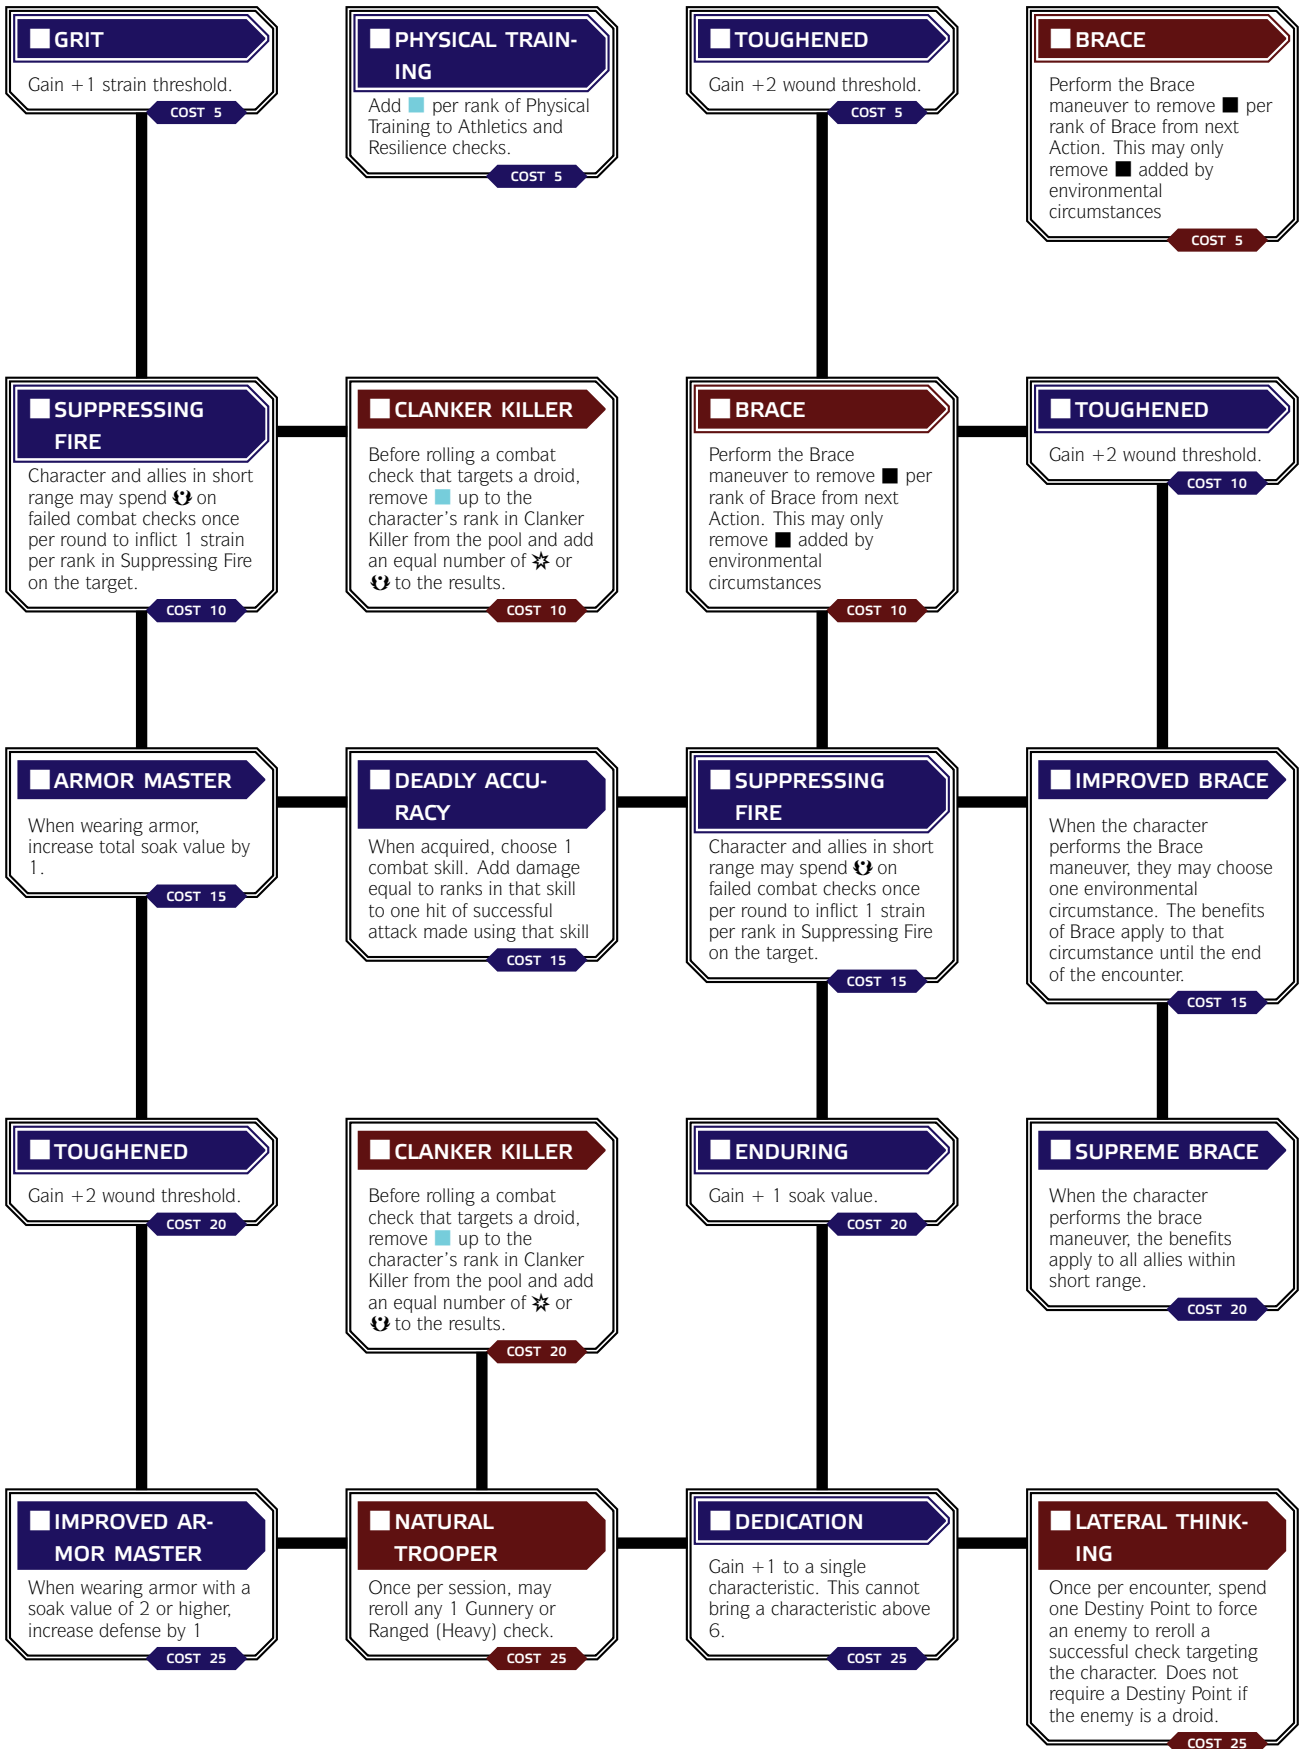 GRIT
Gain +1 strain threshold.
COST 5
PHYSICAL TRAIN-
ING
Add per rank of Physical
Training to Athletics and
Resilience checks.
COST 5
TOUGHENED
Gain +2 wound threshold.
COST 5
BRACE
Perform the Brace
maneuver to remove ■ per
rank of Brace from next
Action. This may only
remove ■ added by
environmental
circumstances
COST 5
SUPPRESSING
FIRE
Character and allies in short
range may spend on
failed combat checks once
per round to inflict 1 strain
per rank in Suppressing Fire
on the target.
COST 10
CLANKER KILLER
Before rolling a combat
check that targets a droid,
remove ■ up to the
character's rank in Clanker
Killer from the pool and add
an equal number of or
to the results.
COST 10
BRACE
Perform the Brace
maneuver to remove ■ per
rank of Brace from next
Action. This may only
remove ■ added by
environmental
circumstances
COST 10
TOUGHENED
Gain +2 wound threshold.
COST 10
ARMOR MASTER
When wearing armor,
increase total soak value by
1.
COST 15
DEADLY ACCU-
RACY
When acquired, choose 1
combat skill. Add damage
equal to ranks in that skill
to one hit of successful
attack made using that skill
COST 15
SUPPRESSING
FIRE
Character and allies in short
range may spend on
failed combat checks once
per round to inflict 1 strain
per rank in Suppressing Fire
on the target.
COST 15
IMPROVED BRACE
When the character
performs the Brace
maneuver, they may choose
one environmental
circumstance. The benefits
of Brace apply to that
circumstance until the end
of the encounter.
COST 15
TOUGHENED
Gain +2 wound threshold.
COST 20
CLANKER KILLER
Before rolling a combat
check that targets a droid,
remove ■ up to the
character's rank in Clanker
Killer from the pool and add
an equal number of or
to the results.
COST 20
ENDURING
Gain + 1 soak value.
COST 20
SUPREME BRACE
When the character
performs the brace
maneuver, the benefits
apply to all allies within
short range.
COST 20
IMPROVED AR-
MOR MASTER
When wearing armor with a
soak value of 2 or higher,
increase defense by 1
COST 25
NATURAL
TROOPER
Once per session, may
reroll any 1 Gunnery or
Ranged (Heavy) check.
COST 25
DEDICATION
Gain +1 to a single
characteristic. This cannot
bring a characteristic above
6.
COST 25
LATERAL THINK-
ING
Once per encounter, spend
one Destiny Point to force
an enemy to reroll a
successful check targeting
the character. Does not
require a Destiny Point if
the enemy is a droid.
COST 25